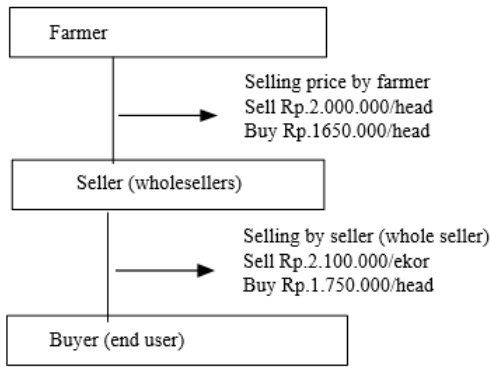 Farmer
Selling price by farmer
Sell Rp.2.000.000/head
Buy Rp.1650.000/head
Seller (wholesellers)
Selling by seller (whole seller)
Sell Rp.2.100.000/ekor
Buy Rp.1.750.000/head
Buyer (end user)